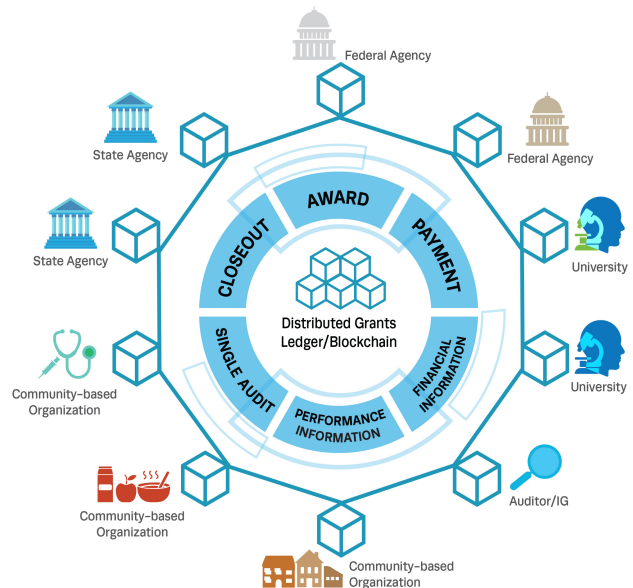 Federal Agency
State Agency
Federal Agency
AWARD
CLOSEOUT
PAYMENT
State Agency
University
Distributed Grants
Ledger/Blockchain
SINGLE AUDIT
FINANCIAL
INFORMATION
University
Community-based
Organization
PERFORMANCE
INFORMATION
Auditor/IG
Community-based
Organization
Community-based
Organization